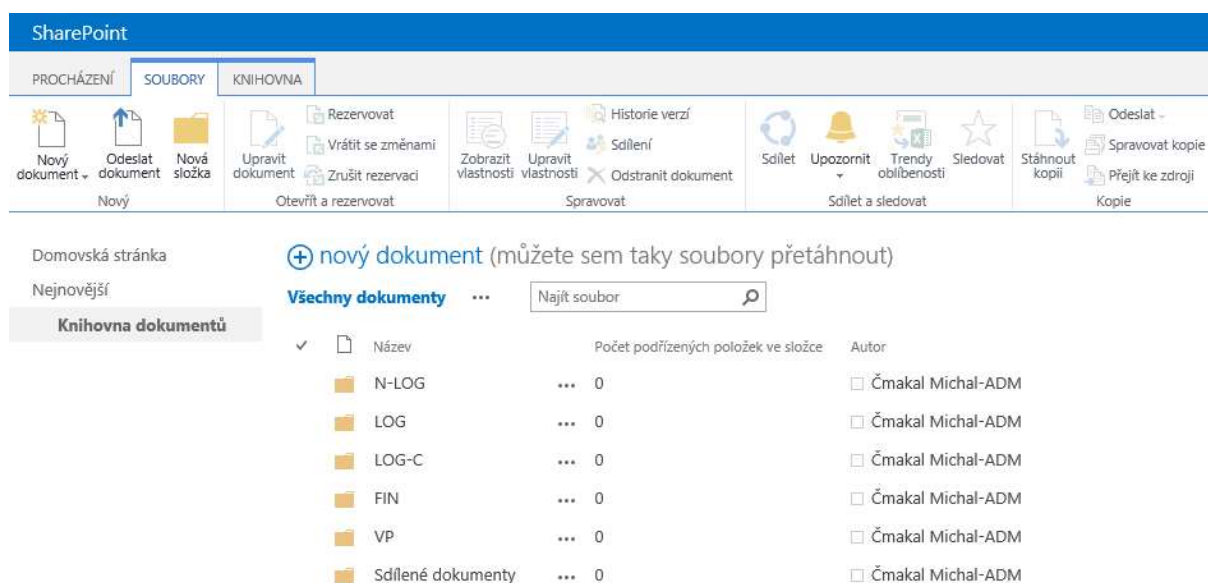 SharePoint
PROCHÁZENÍ SOUBORY KNIHOVNA
Nový dokument Odeslat dokument Nová složka Upravit dokument Rezervovat Vrátit se změnami Zrušit rezervaci Zobrazit vlastnosti Upravit vlastnosti Historie verzí Sdílení Odstranit dokument Sdílet Upozornit Trendy oblíbenosti Sledovat Stáhnout kopii Odeslat Spravovat kopie Přejít ke zdroji
Nový Otevřít a rezervovat Spravovat Sdílet a sledovat Kopie
Domovská stránka
Nejnovější
Knihovna dokumentů
nový dokument (můžete sem taky soubory přetáhnout)
Všechny dokumenty ... Najít soubor
Název Počet podřízených položek ve složce Autor
N-LOG ... 0 Čmakal Michal-ADM
LOG ... 0 Čmakal Michal-ADM
LOG-C ... 0 Čmakal Michal-ADM
FIN ... 0 Čmakal Michal-ADM
VP ... 0 Čmakal Michal-ADM
Sdílené dokumenty ... 0 Čmakal Michal-ADM